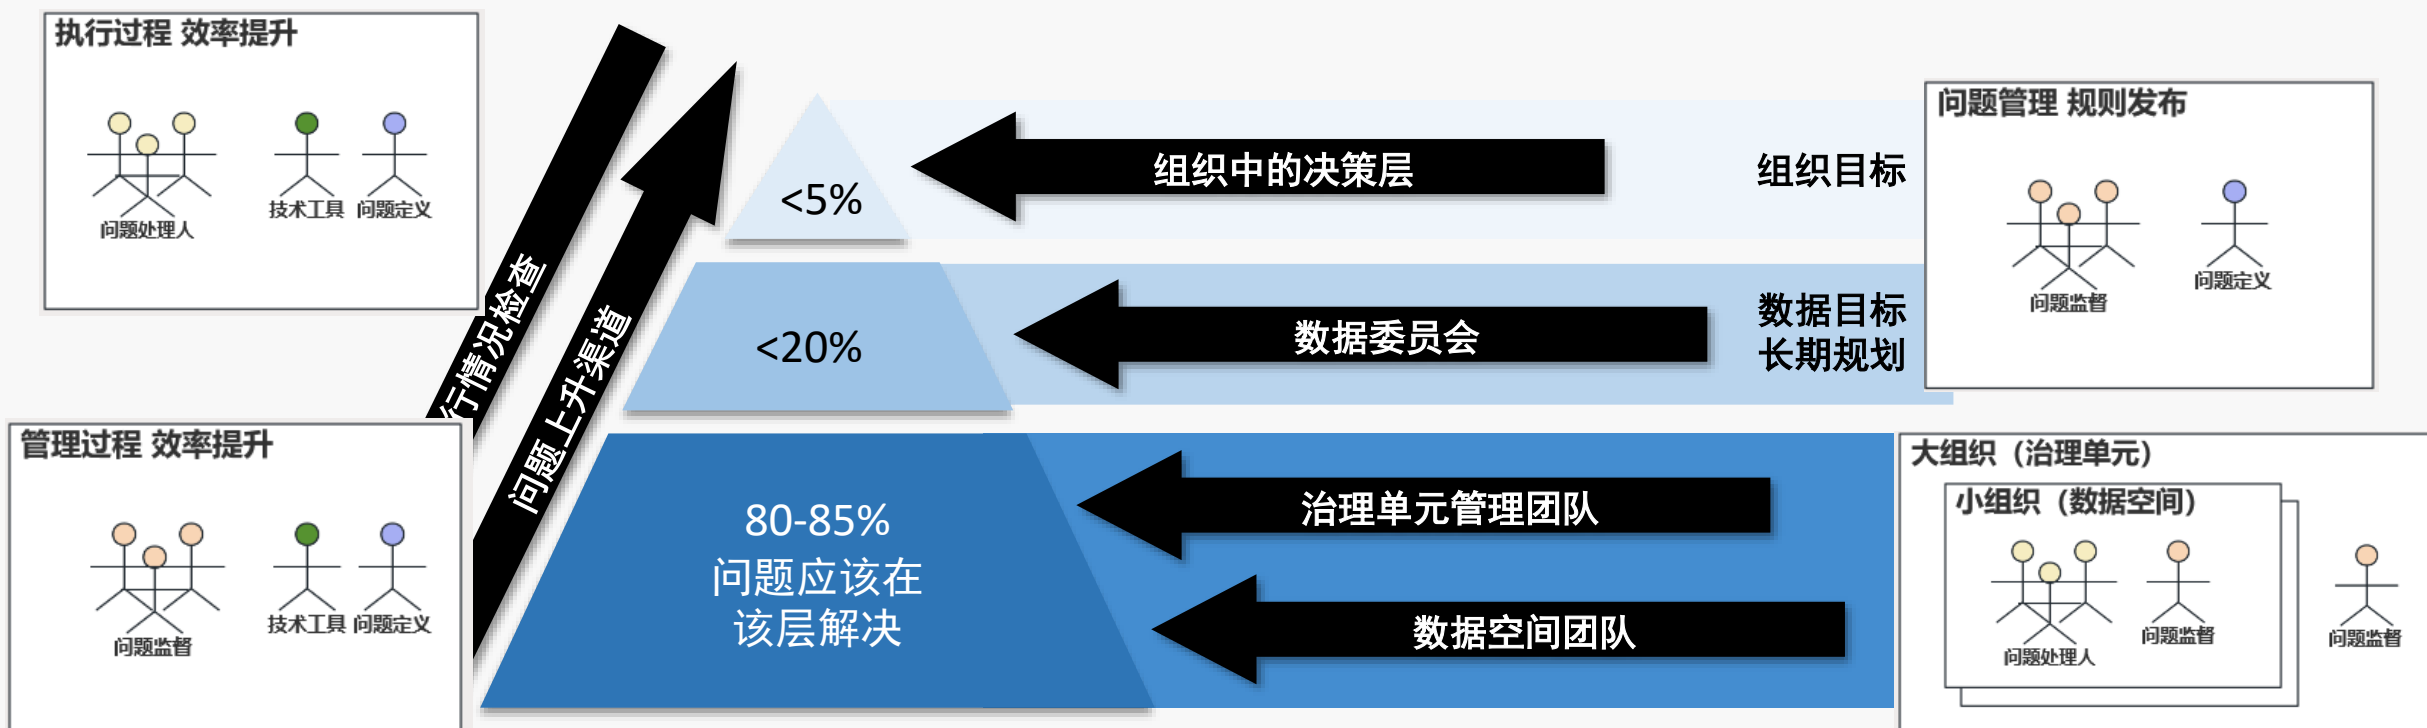 执行过程 效率提升
问题处理人
技术工具
问题定义
行情况检查
问题上升渠道
管理过程 效率提升
问题监督
技术工具
问题定义
<5%
组织中的决策层
组织目标
<20%
数据委员会
数据目标
长期规划
80-85%
问题应该在
该层解决
治理单元管理团队
数据空间团队
问题管理 规则发布
问题监督
问题定义
大组织（治理单元）
小组织（数据空间）
问题处理人
问题监督
问题监督